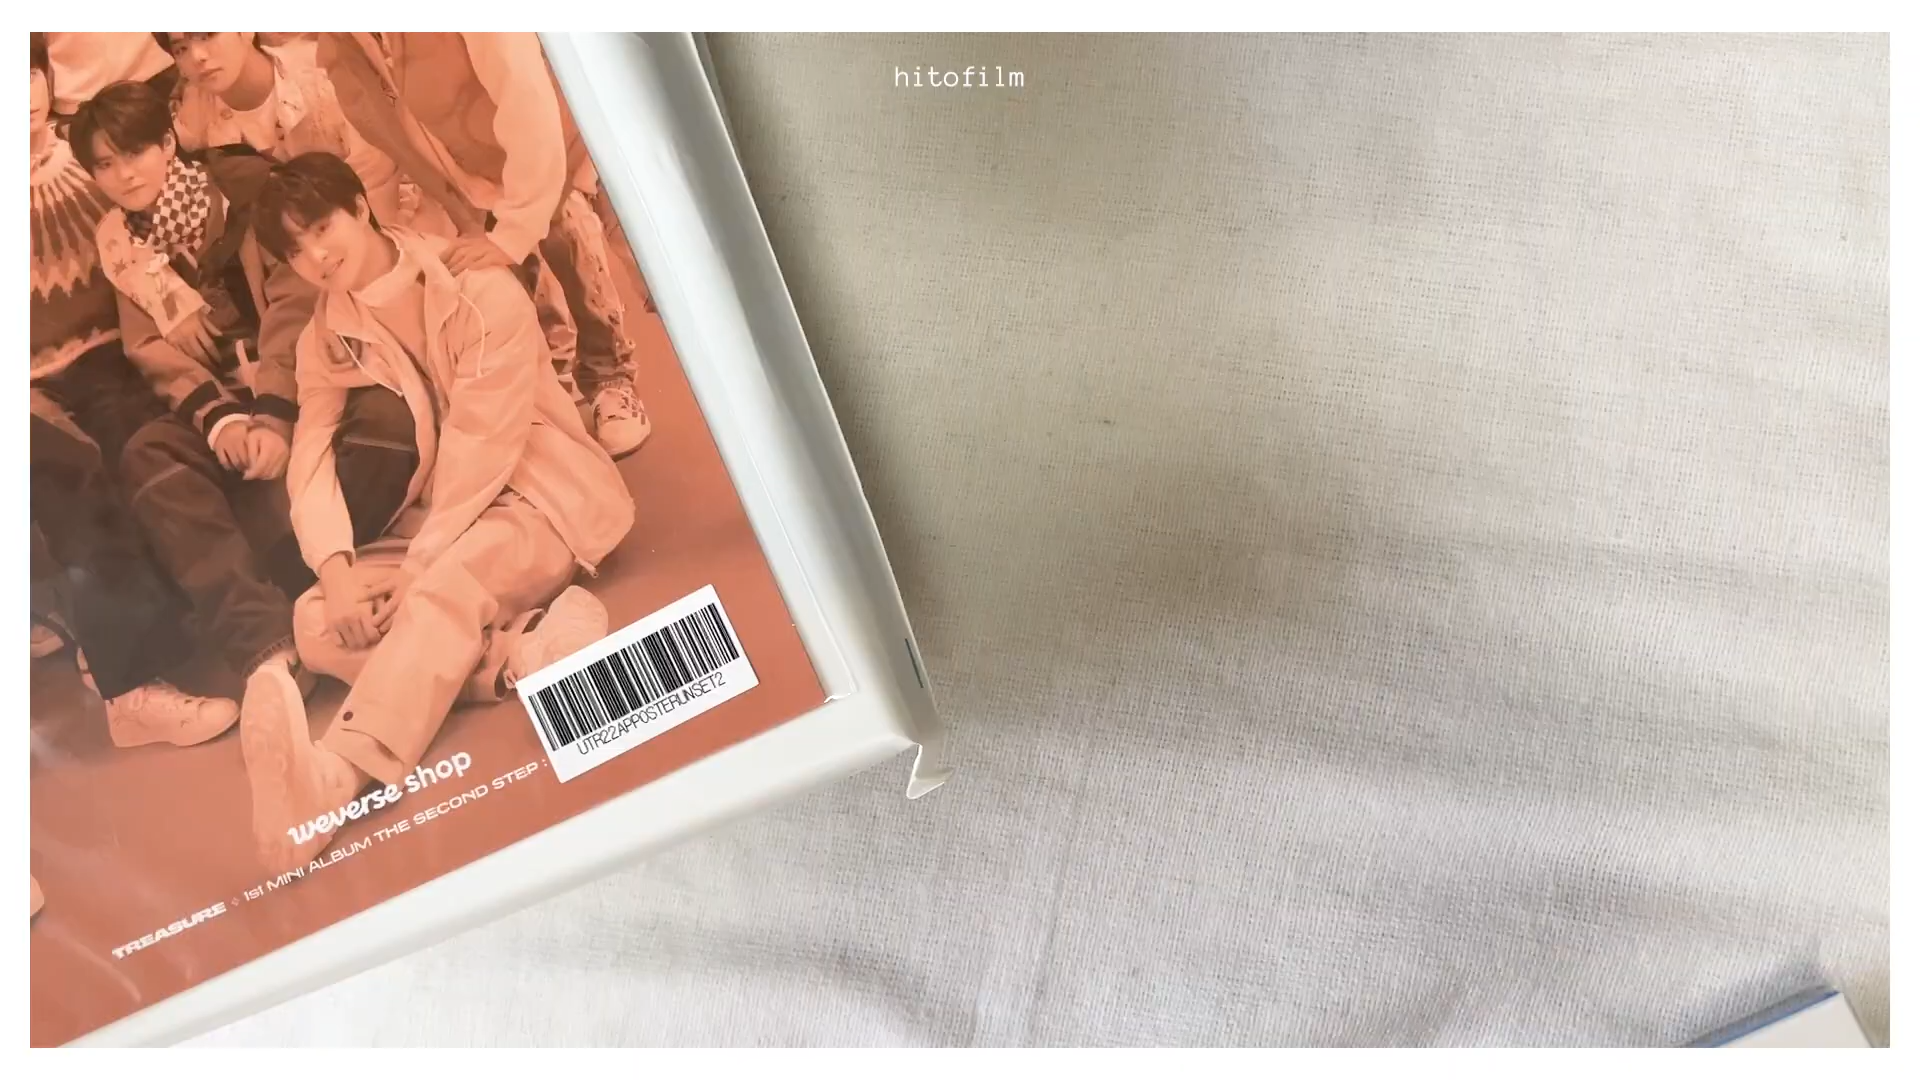 hitofilm
UTR22APPOSTERUNSET2
weverse shop
TREASURE ⟡ 1st MINI ALBUM THE SECOND STEP :